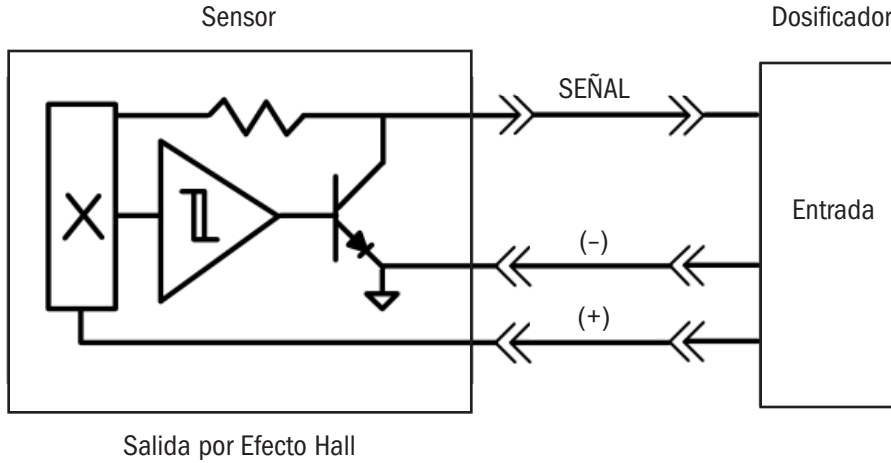 Sensor
Dosificador
SEÑAL
Entrada
(–)
(+)
Salida por Efecto Hall